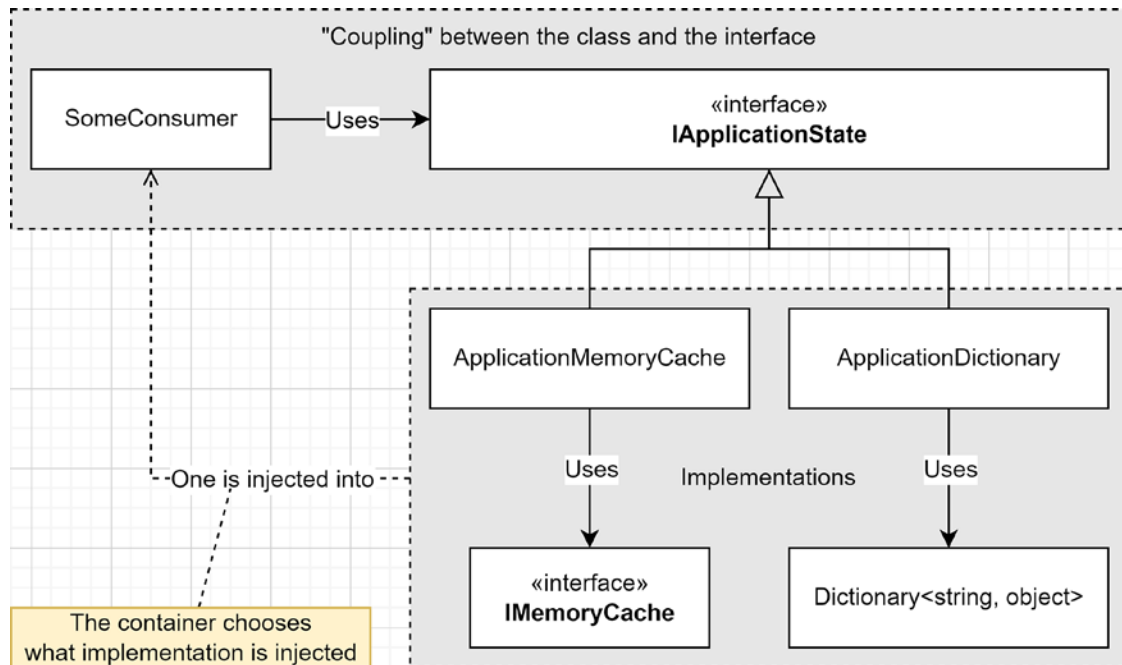 "Coupling" between the class and the interface
SomeConsumer
Uses
«interface»
IApplicationState
ApplicationMemoryCache
ApplicationDictionary
Uses
Implementations
Uses
One is injected into
«interface»
IMemoryCache
Dictionary<string, object>
The container chooses
what implementation is injected